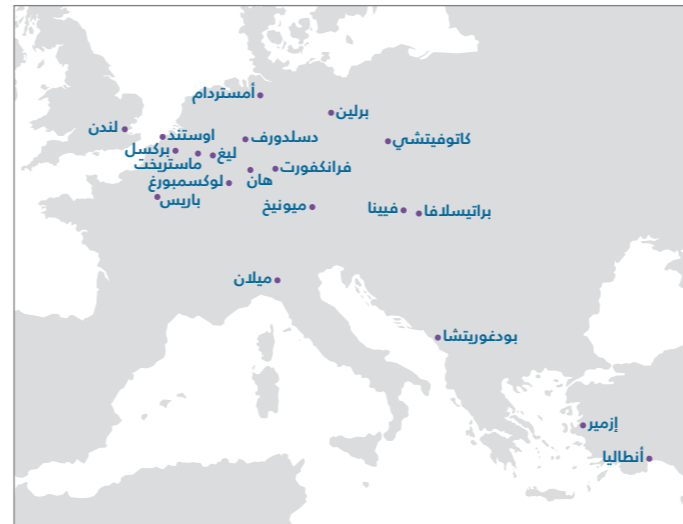 أمستردام
برلين
لندن
اوستند
دسلدورف
كاتوفيتشي
بركسل
ليغ
ماستريخت
فرانكفورت
هان
لوكسمبورغ
باريس
ميونيخ
فيينا
براتيسلافا
ميلان
بودغوريتشا
إزمير
أنطاليا